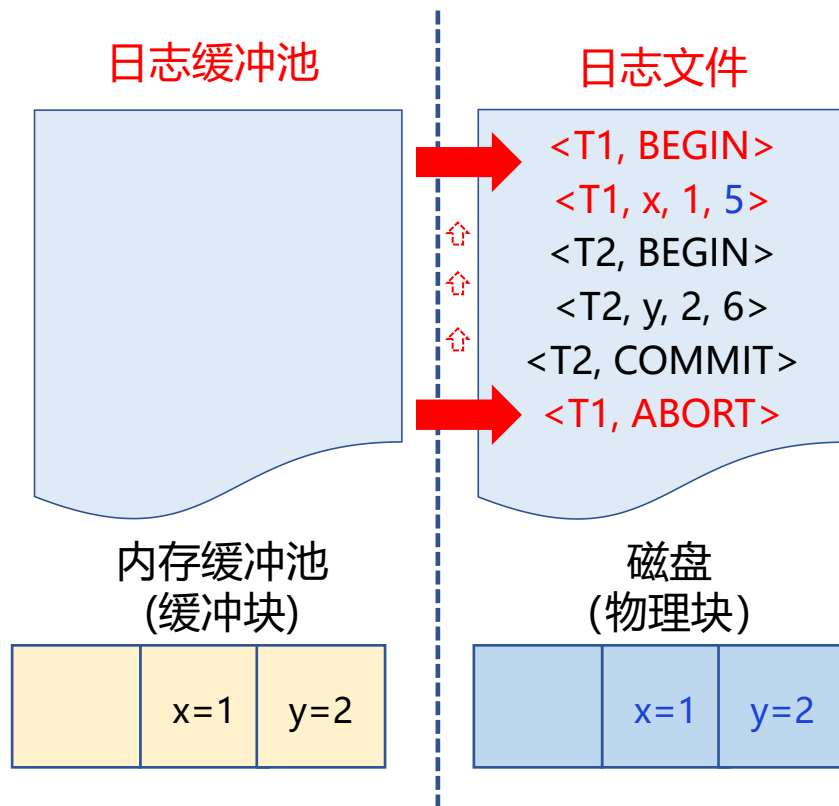 日志缓冲池
日志文件
<T1, BEGIN>
<T1, x, 1, 5>
<T2, BEGIN>
<T2, y, 2, 6>
<T2, COMMIT>
<T1, ABORT>
内存缓冲池
(缓冲块)
磁盘
(物理块)
x=1
y=2
x=1
y=2